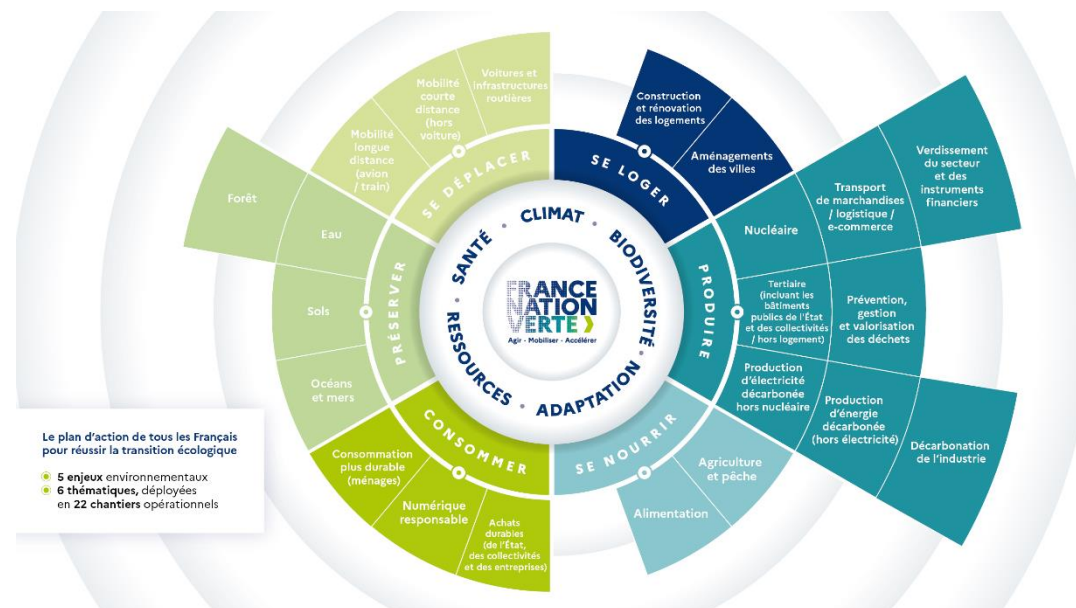 FRANCE
NATION
VERTE
Agir - Mobiliser - Accélérer
CLIMAT • BIODIVERSITÉ • ADAPTATION • RESSOURCES • SANTÉ •
SE LOGER
Construction
et rénovation
des logements
Aménagements
des villes
PRODUIRE
Nucléaire
Transport
de marchandises
/ logistique /
e-commerce
Verdissement
du secteur
et des
instruments
financiers
Tertiaire
(incluant les
bâtiments
publics de l'État
et des collectivités
/ hors logement)
Prévention,
gestion
et valorisation
des déchets
Production
d'électricité
décarbonée
hors nucléaire
Production
d'énergie
décarbonée
(hors électricité)
Décarbonation
de l'industrie
SE NOURRIR
Agriculture
et pêche
Alimentation
CONSOMMER
Achats
durables
(de l'État,
des collectivités
et des entreprises)
Numérique
responsable
Consommation
plus durable
(ménages)
PRÉSERVER
Océans
et mers
Sols
Eau
Forêt
SE DÉPLACER
Mobilité
longue
distance
(avion
/ train)
Mobilité
courte
distance
(hors
voiture)
Voitures et
infrastructures
routières
Le plan d'action de tous les Français
pour réussir la transition écologique
5 enjeux environnementaux
6 thématiques, déployées
en 22 chantiers opérationnels